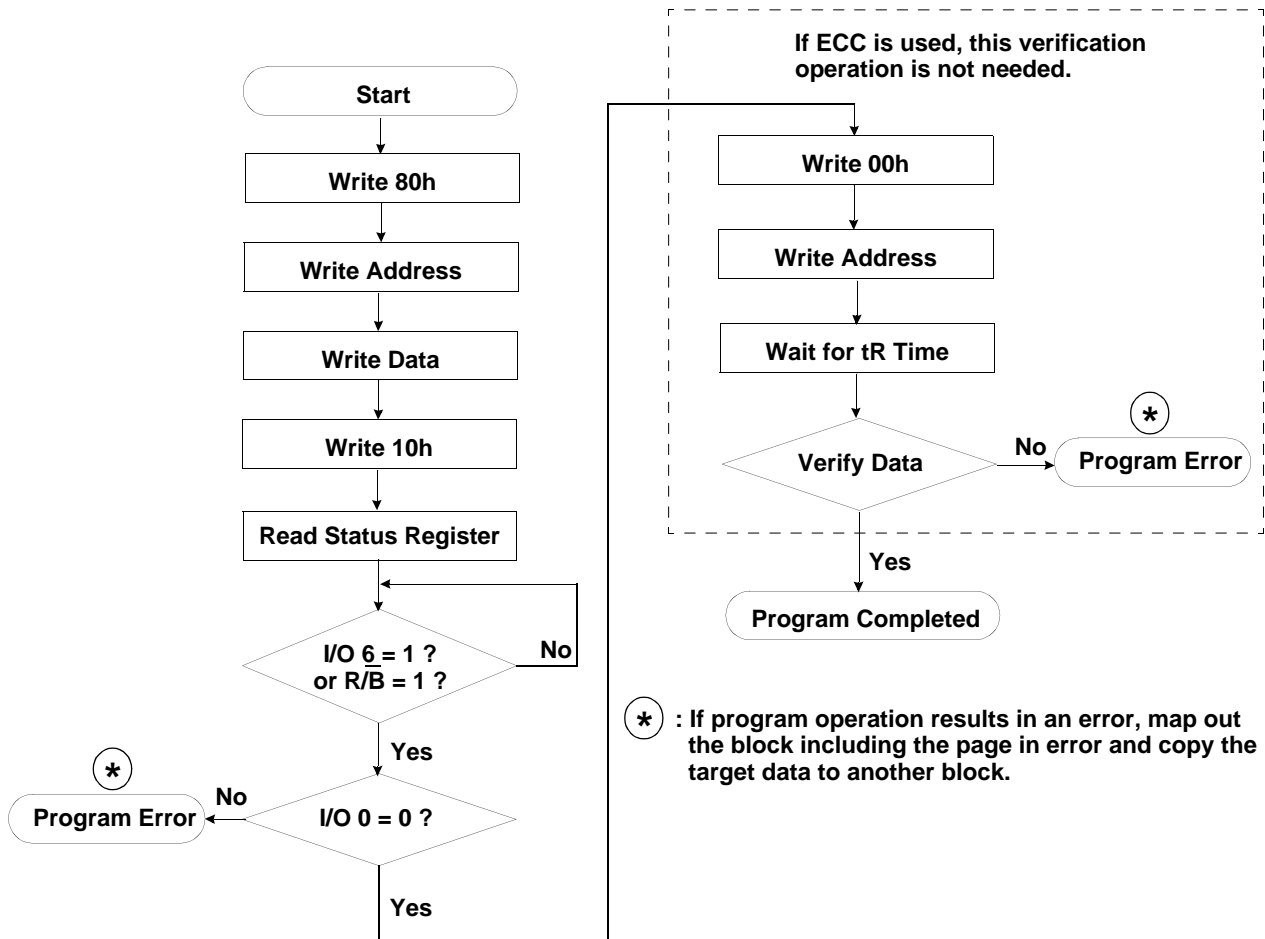 Start
Write 80h
Write Address
Write Data
Write 10h
Read Status Register
I/O 6 = 1 ?
or R/B̅ = 1 ?
No
Yes
*
Program Error
No
I/O 0 = 0 ?
Yes
If ECC is used, this verification
operation is not needed.
Write 00h
Write Address
Wait for tR Time
Verify Data
No
*
Program Error
Yes
Program Completed
* : If program operation results in an error, map out
the block including the page in error and copy the
target data to another block.